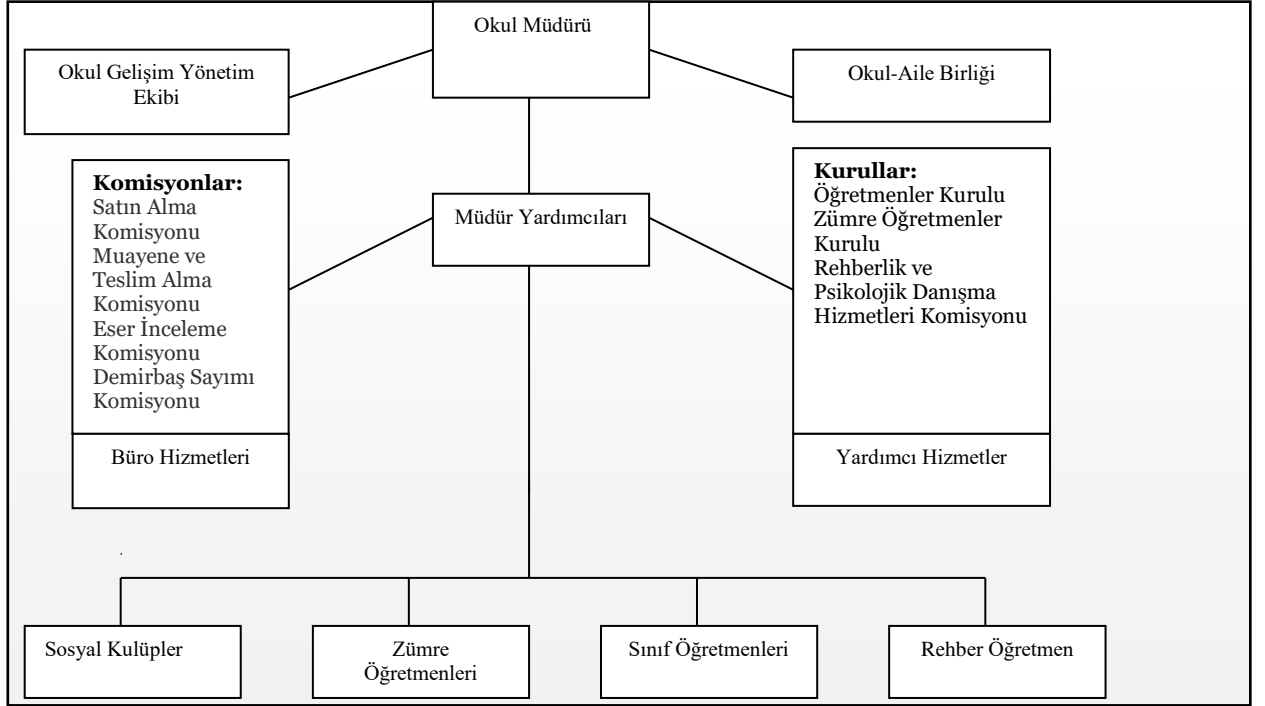 Okul Müdürü
Okul Gelişim Yönetim
Ekibi
Okul-Aile Birliği
Komisyonlar:
Satın Alma
Komisyonu
Muayene ve
Teslim Alma
Komisyonu
Eser İnceleme
Komisyonu
Demirbaş Sayımı
Komisyonu
Müdür Yardımcıları
Kurullar:
Öğretmenler Kurulu
Zümre Öğretmenler
Kurulu
Rehberlik ve
Psikolojik Danışma
Hizmetleri Komisyonu
Büro Hizmetleri
Yardımcı Hizmetler
Sosyal Kulüpler
Zümre
Öğretmenleri
Sınıf Öğretmenleri
Rehber Öğretmen